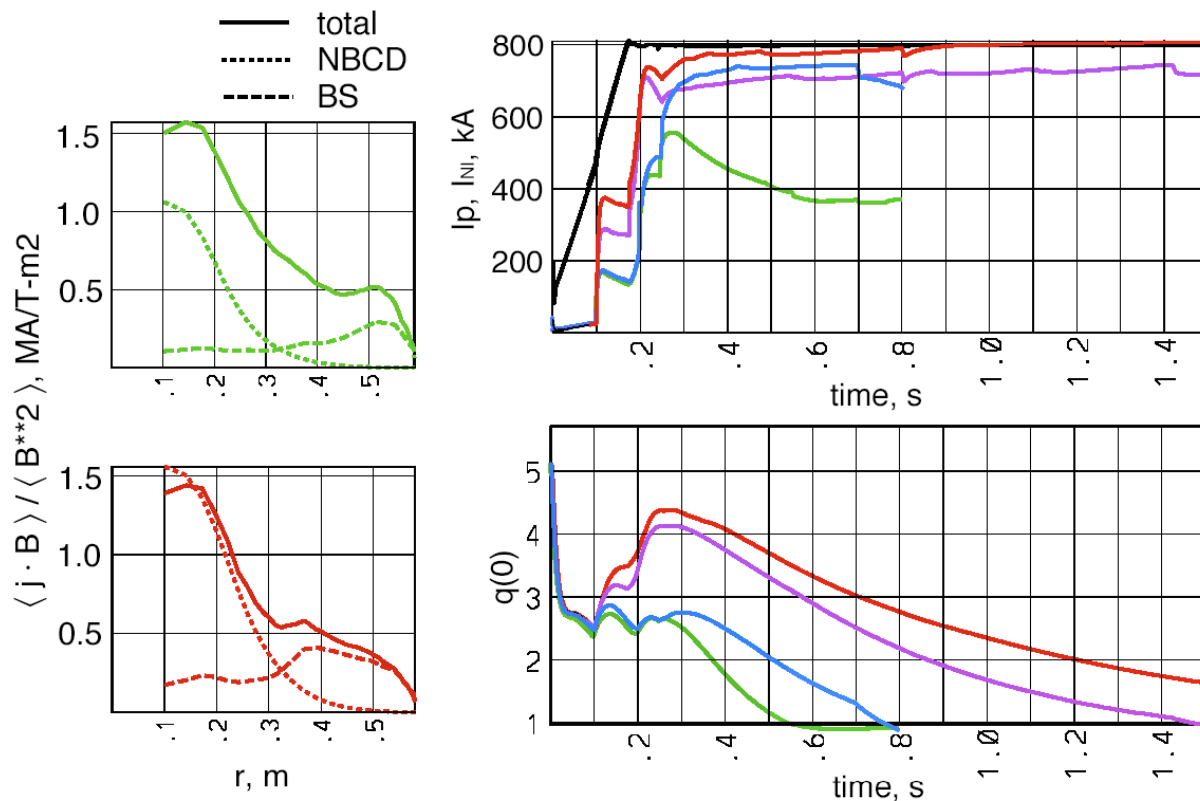 total
NBCD
BS
⟨ j · B ⟩ / ⟨ B**2 ⟩, MA/T-m2
1.5
1.0
0.5
.1 .2 .3 .4 .5
1.5
1.0
0.5
.1 .2 .3 .4 .5
r, m
Ip, I_NI, kA
800
600
400
200
.2 .4 .6 .8 1.0 1.2 1.4
time, s
q(0)
5
4
3
2
1
.2 .4 .6 .8 1.0 1.2 1.4
time, s